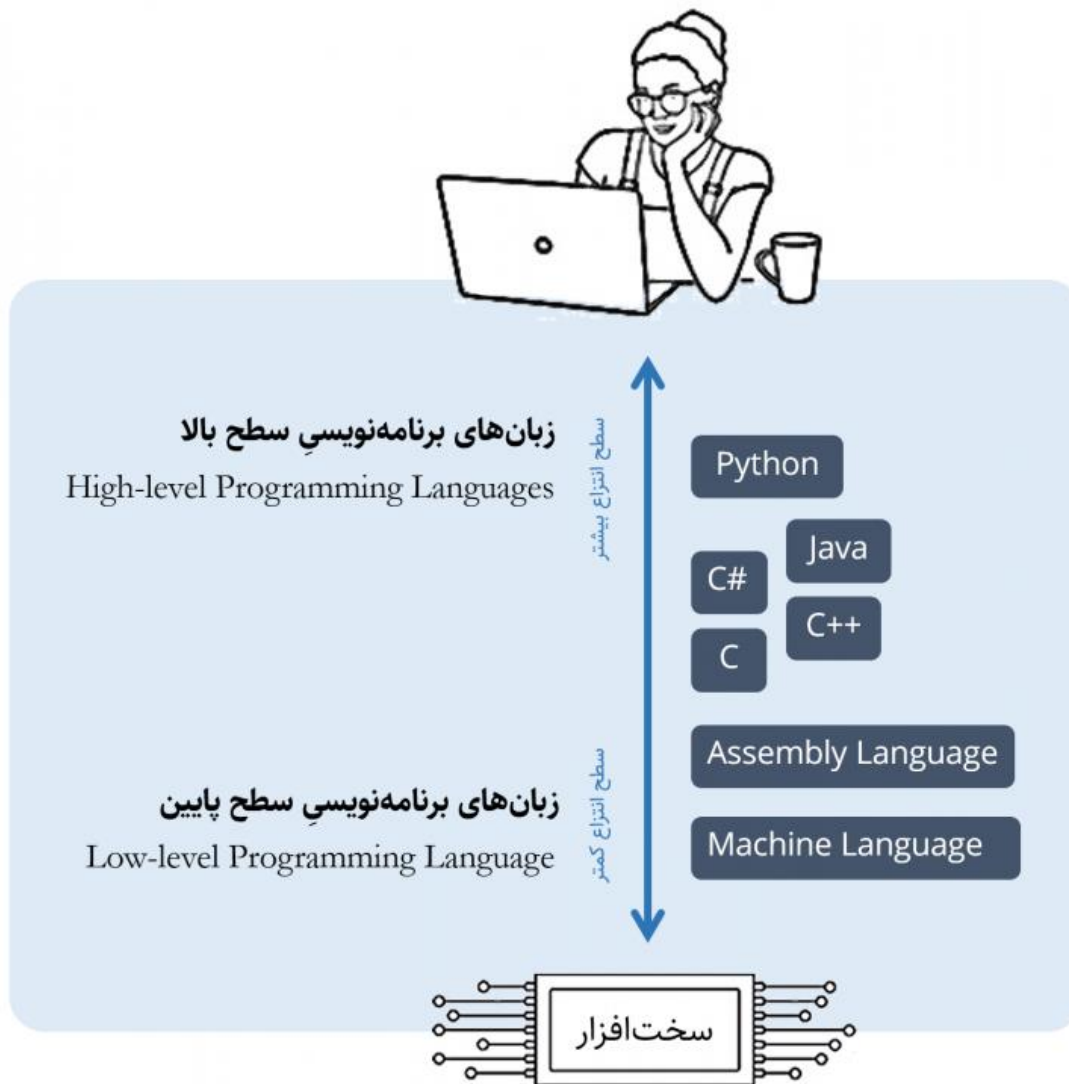 زبان‌های برنامه‌نویسیِ سطح بالا
High-level Programming Languages
سطح انتزاع بیشتر
Python
Java
C#
C++
C
Assembly Language
سطح انتزاع کمتر
زبان‌های برنامه‌نویسیِ سطح پایین
Low-level Programming Language
Machine Language
سخت‌افزار